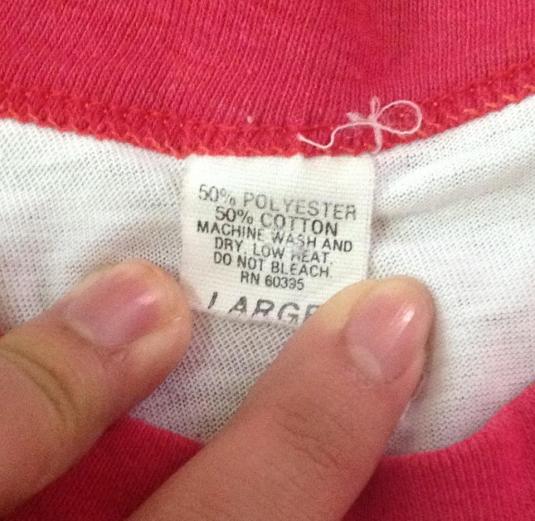 50% POLYESTER
50% COTTON
MACHINE WASH AND
DRY, LOW HEAT.
DO NOT BLEACH.
RN 60395
LARGE